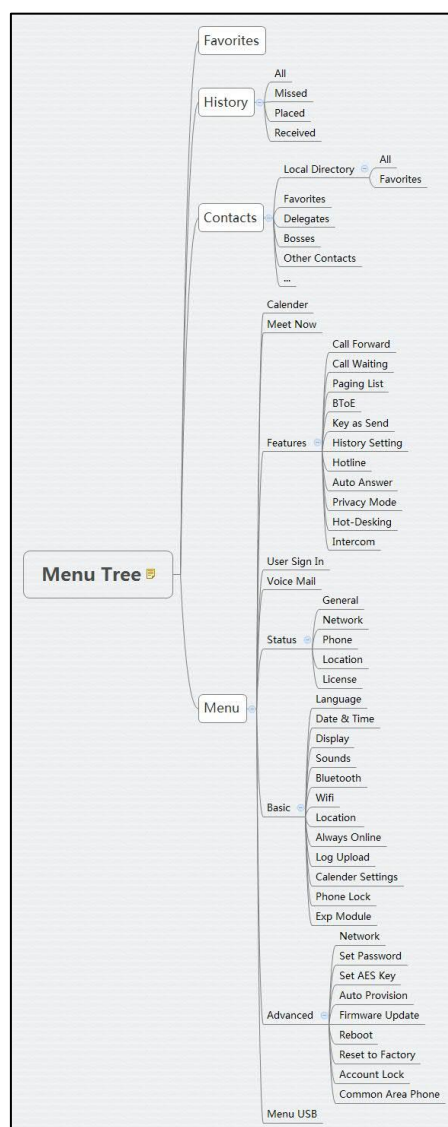 Favorites
All
History
Missed
Placed
Received
Local Directory
All
Favorites
Contacts
Favorites
Delegates
Bosses
Other Contacts
...
Calender
Meet Now
Features
Call Forward
Call Waiting
Paging List
BToE
Key as Send
History Setting
Hotline
Auto Answer
Privacy Mode
Hot-Desking
Intercom
Menu Tree
User Sign In
Voice Mail
Status
General
Network
Phone
Location
License
Menu
Basic
Language
Date & Time
Display
Sounds
Bluetooth
Wifi
Location
Always Online
Log Upload
Calender Settings
Phone Lock
Exp Module
Advanced
Network
Set Password
Set AES Key
Auto Provision
Firmware Update
Reboot
Reset to Factory
Account Lock
Common Area Phone
Menu USB